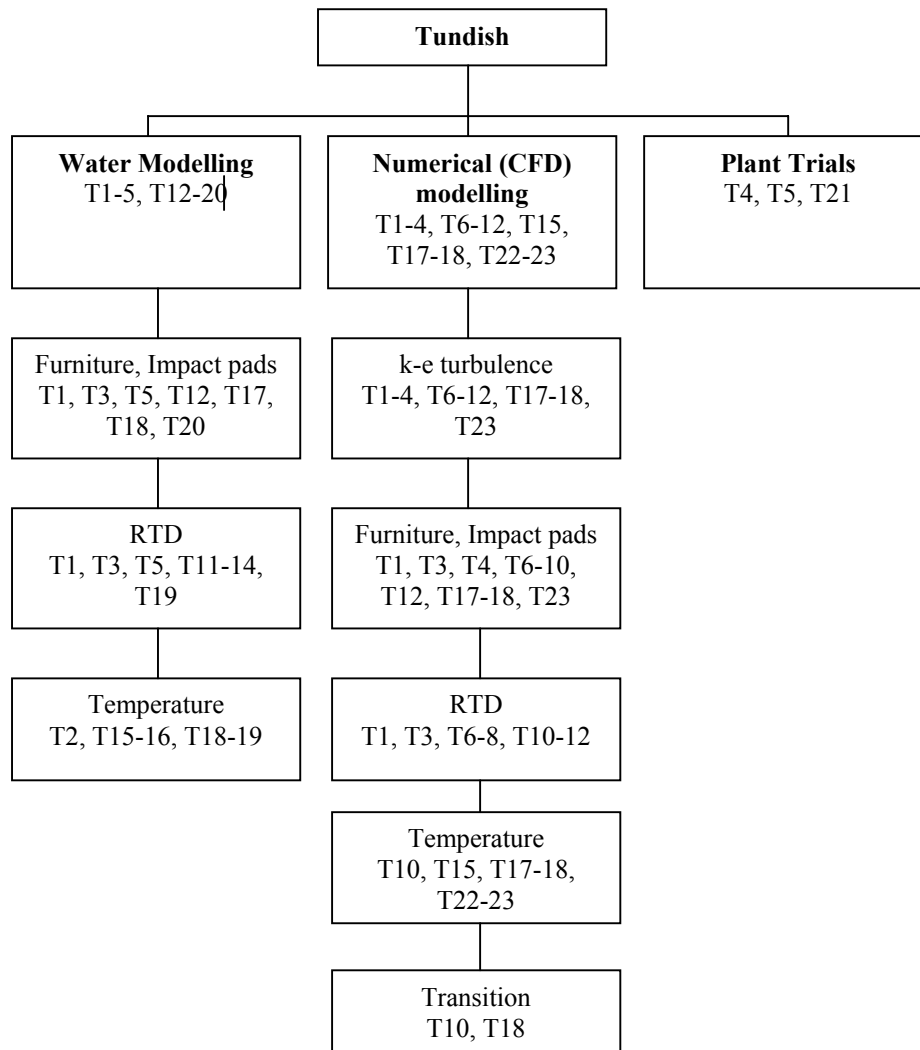 Tundish
Water Modelling
T1-5, T12-20
Numerical (CFD)
modelling
T1-4, T6-12, T15,
T17-18, T22-23
Plant Trials
T4, T5, T21
Furniture, Impact pads
T1, T3, T5, T12, T17,
T18, T20
k-e turbulence
T1-4, T6-12, T17-18,
T23
RTD
T1, T3, T5, T11-14,
T19
Furniture, Impact pads
T1, T3, T4, T6-10,
T12, T17-18, T23
Temperature
T2, T15-16, T18-19
RTD
T1, T3, T6-8, T10-12
Temperature
T10, T15, T17-18,
T22-23
Transition
T10, T18